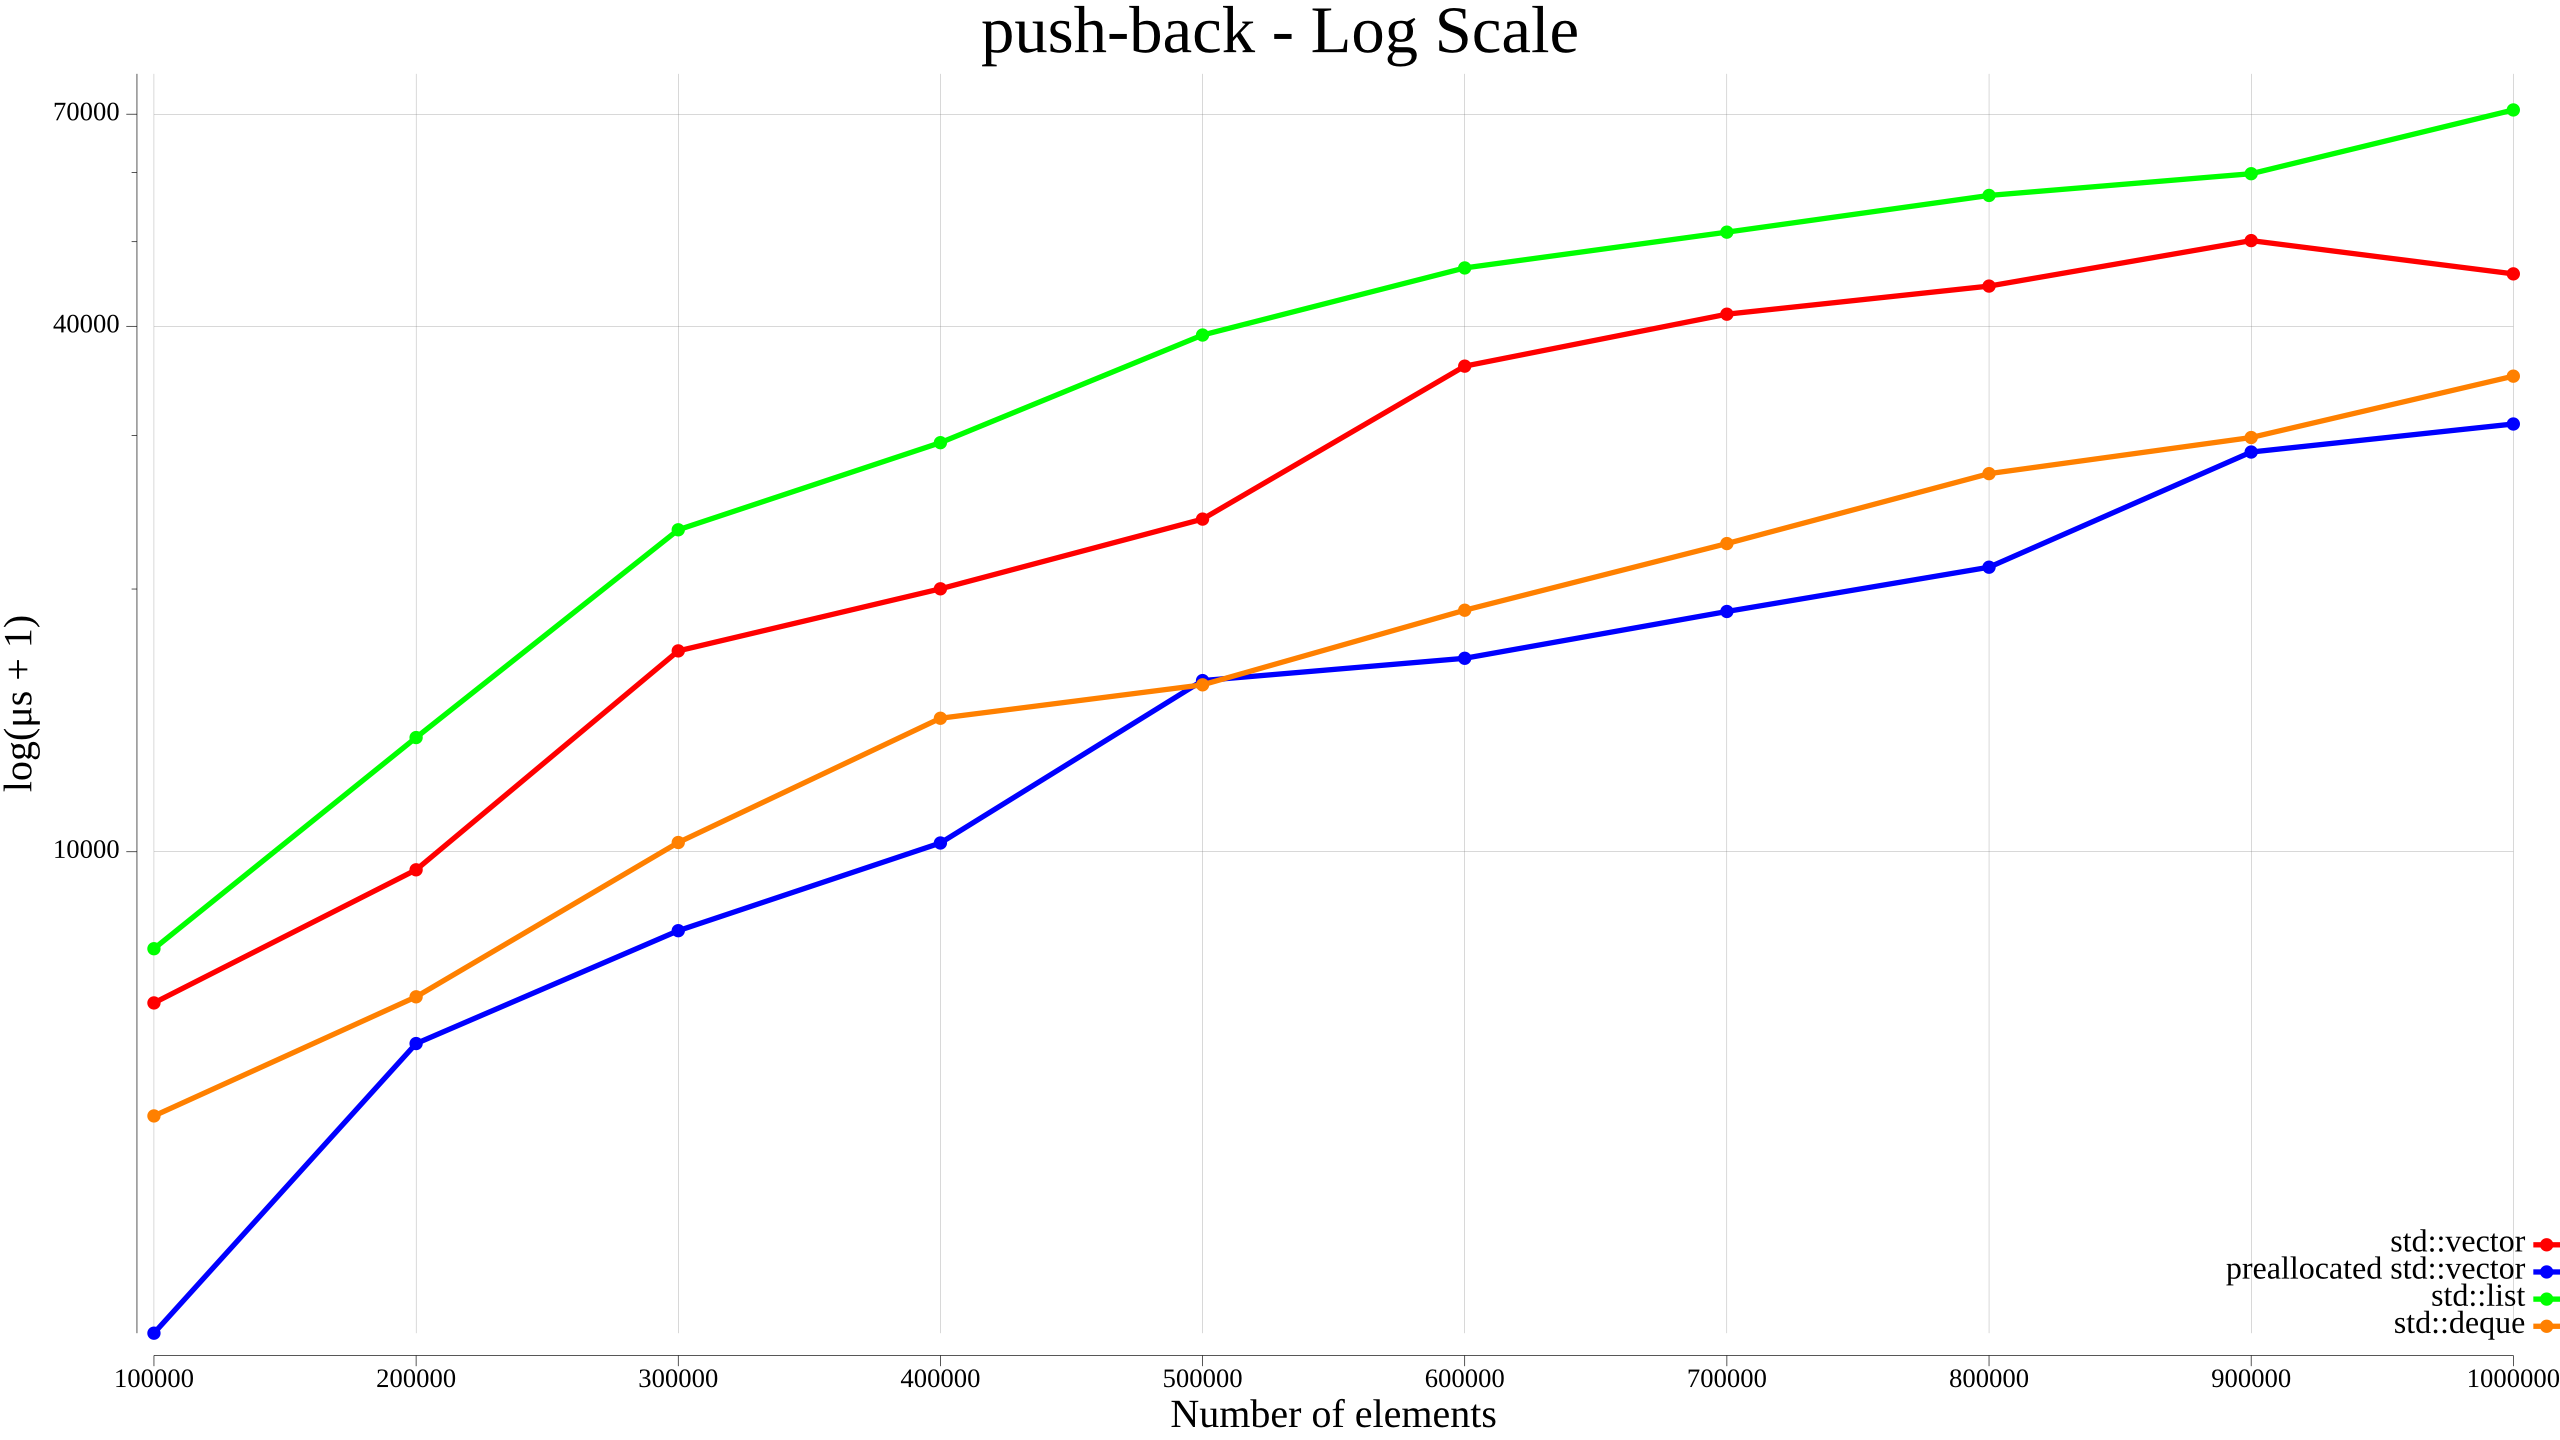 push-back - Log Scale
70000
40000
10000
log(μs + 1)
std::vector
preallocated std::vector
std::list
std::deque
100000 200000 300000 400000 500000 600000 700000 800000 900000 1000000
Number of elements